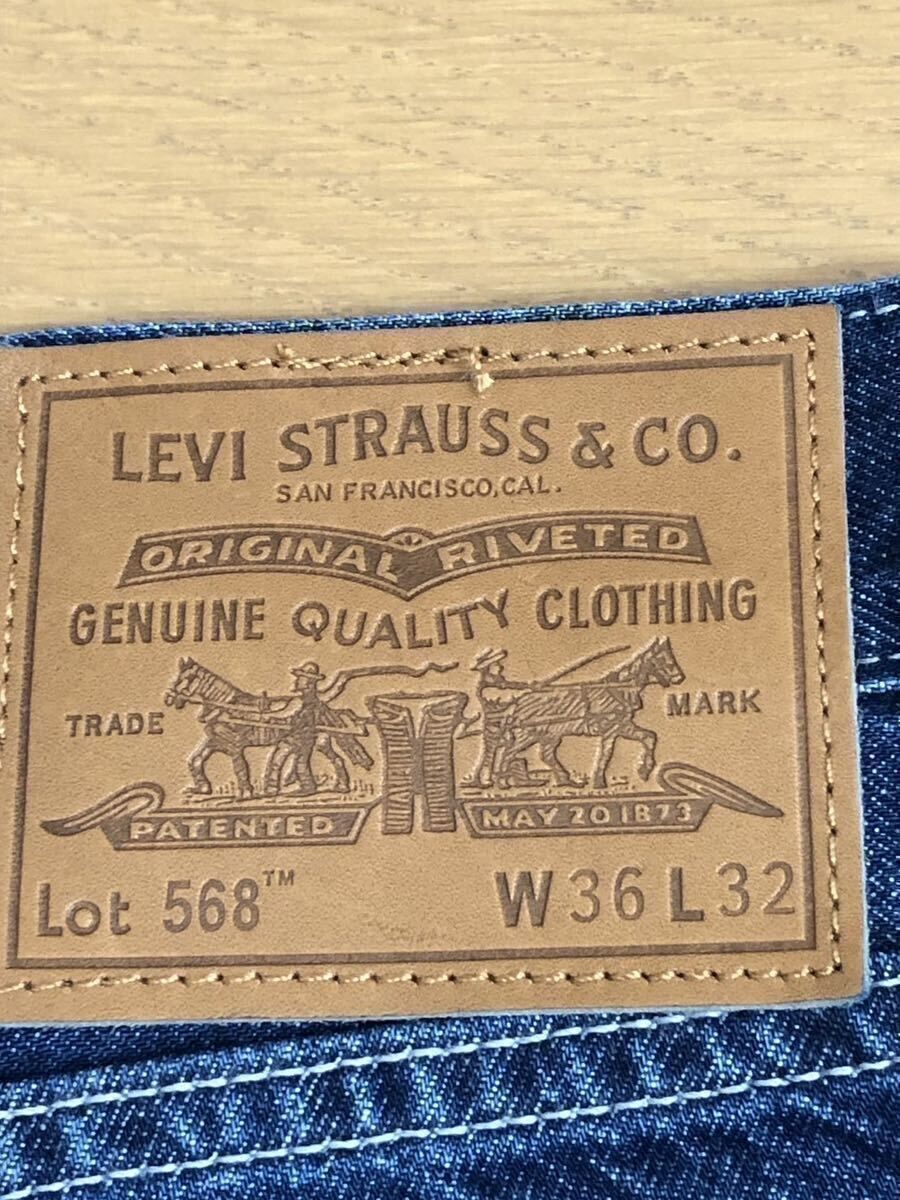 LEVI STRAUSS & CO.
SAN FRANCISCO, CAL.
ORIGINAL RIVETED
GENUINE QUALITY CLOTHING
TRADE MARK
PATENTED MAY 20 1873
Lot 568™ W 36 L 32